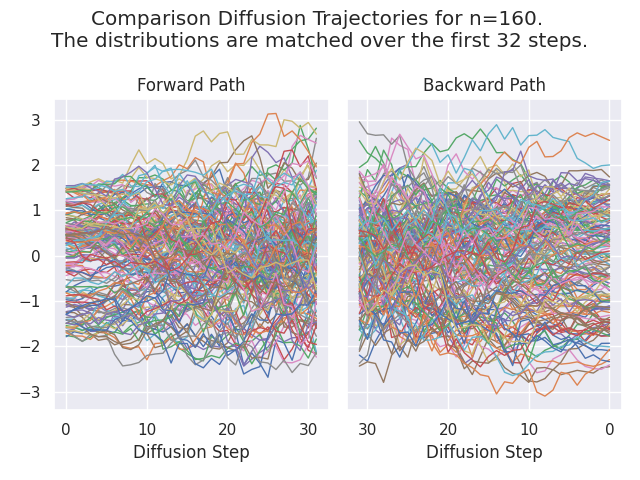 Comparison Diffusion Trajectories for n=160.
The distributions are matched over the first 32 steps.
Forward Path
Backward Path
3
2
1
0
−1
−2
−3
0 10 20 30
30 20 10 0
Diffusion Step
Diffusion Step